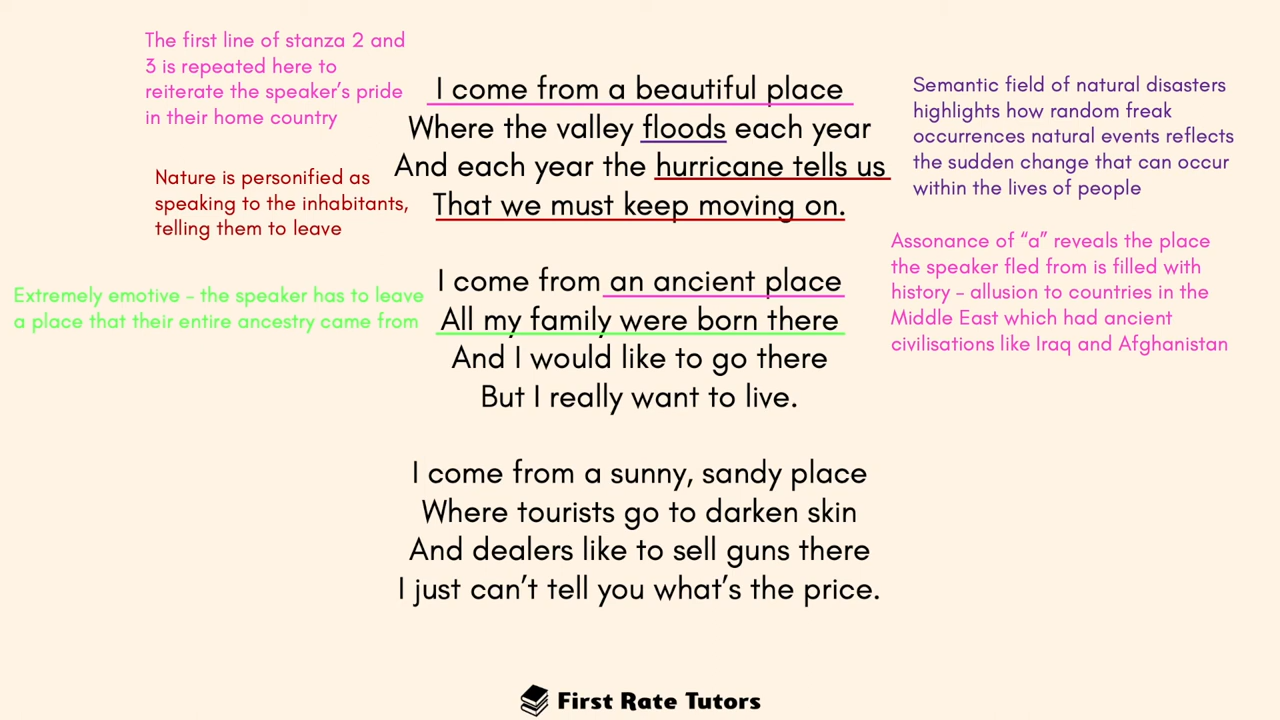 The first line of stanza 2 and
3 is repeated here to
reiterate the speaker's pride
in their home country
Nature is personified as
speaking to the inhabitants,
telling them to leave
Extremely emotive - the speaker has to leave
a place that their entire ancestry came from
I come from a beautiful place
Where the valley floods each year
And each year the hurricane tells us
That we must keep moving on.
I come from an ancient place
All my family were born there
And I would like to go there
But I really want to live.
I come from a sunny, sandy place
Where tourists go to darken skin
And dealers like to sell guns there
I just can't tell you what's the price.
Semantic field of natural disasters
highlights how random freak
occurrences natural events reflects
the sudden change that can occur
within the lives of people
Assonance of “a” reveals the place
the speaker fled from is filled with
history – allusion to countries in the
Middle East which had ancient
civilisations like Iraq and Afghanistan
First Rate Tutors